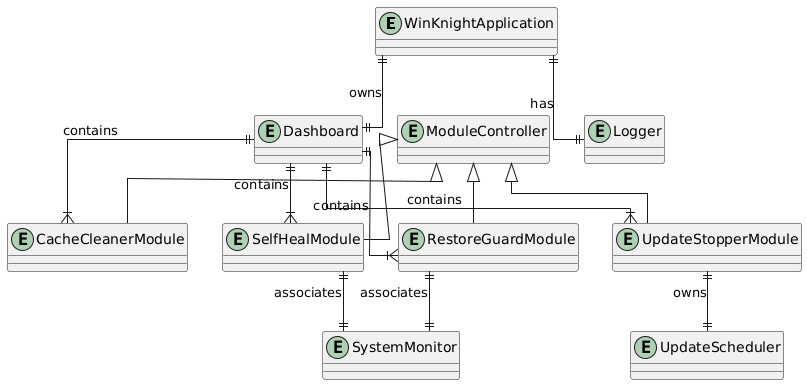 E WinKnightApplication
owns
has
E Dashboard
E ModuleController
E Logger
contains
contains
contains
contains
E CacheCleanerModule
E SelfHealModule
E RestoreGuardModule
E UpdateStopperModule
associates
associates
owns
E SystemMonitor
E UpdateScheduler